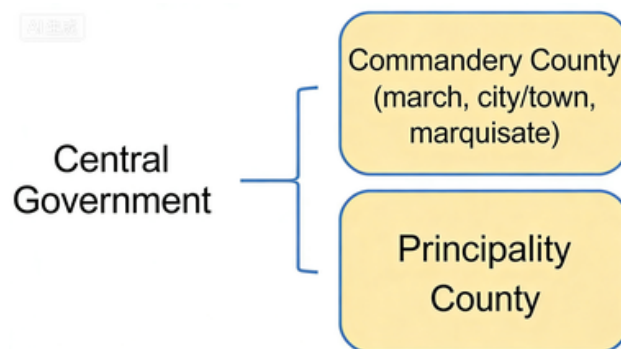 Central
Government
Commandery County
(march, city/town,
marquisate)
Principality
County